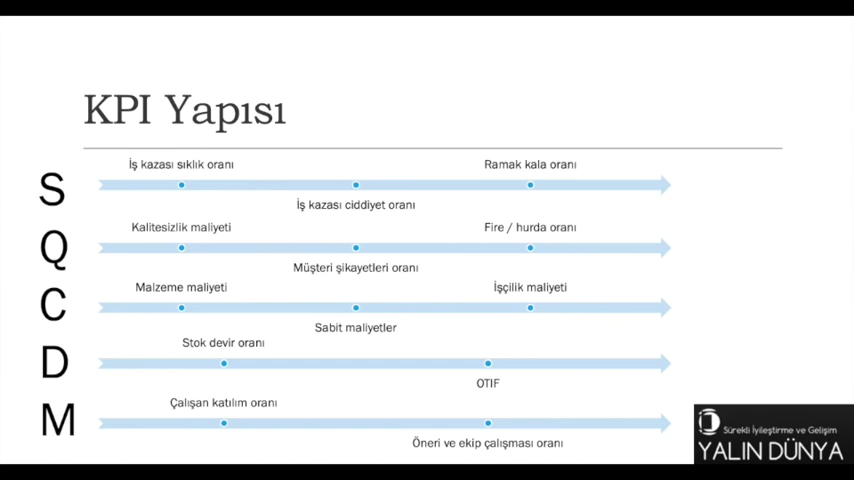 KPI Yapısı
S
İş kazası sıklık oranı
Ramak kala oranı
İş kazası ciddiyet oranı
Q
Kalitesizlik maliyeti
Fire / hurda oranı
Müşteri şikayetleri oranı
C
Malzeme maliyeti
İşçilik maliyeti
Sabit maliyetler
D
Stok devir oranı
OTIF
M
Çalışan katılım oranı
Öneri ve ekip çalışması oranı
Sürekli İyileştirme ve Gelişim
YALIN DÜNYA